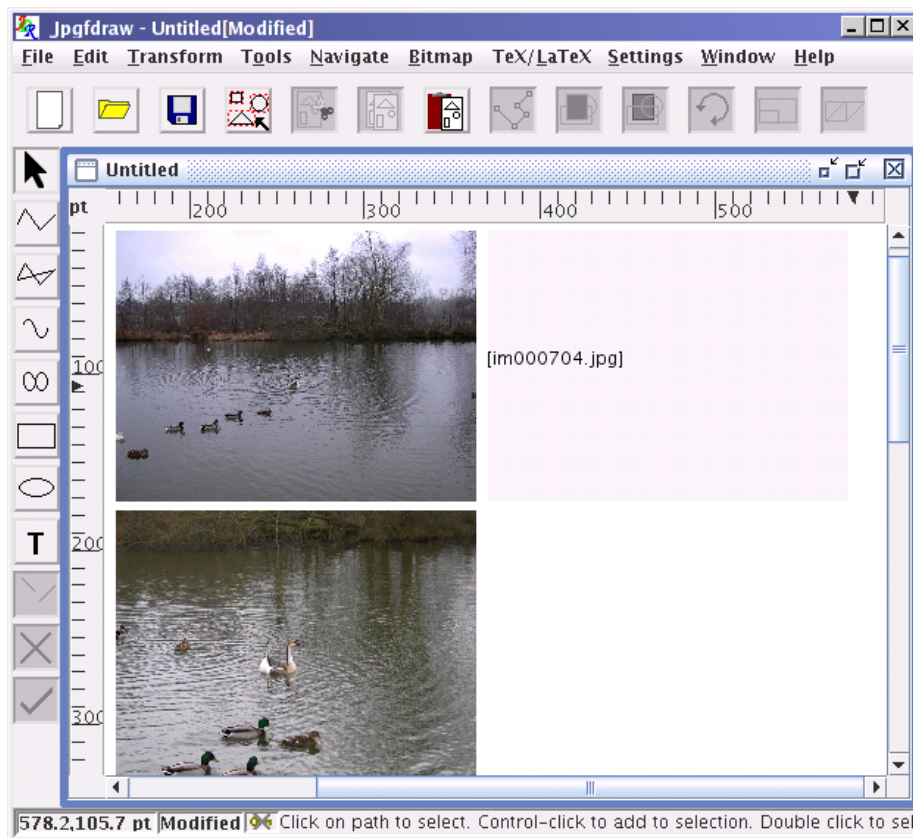 Jpgfdraw - Untitled[Modified]
File Edit Transform Tools Navigate Bitmap TeX/LaTeX Settings Window Help
Untitled
pt 200 300 400 500
[im000704.jpg]
100
T
200
300
578.2,105.7 pt Modified Click on path to select. Control-click to add to selection. Double click to sel